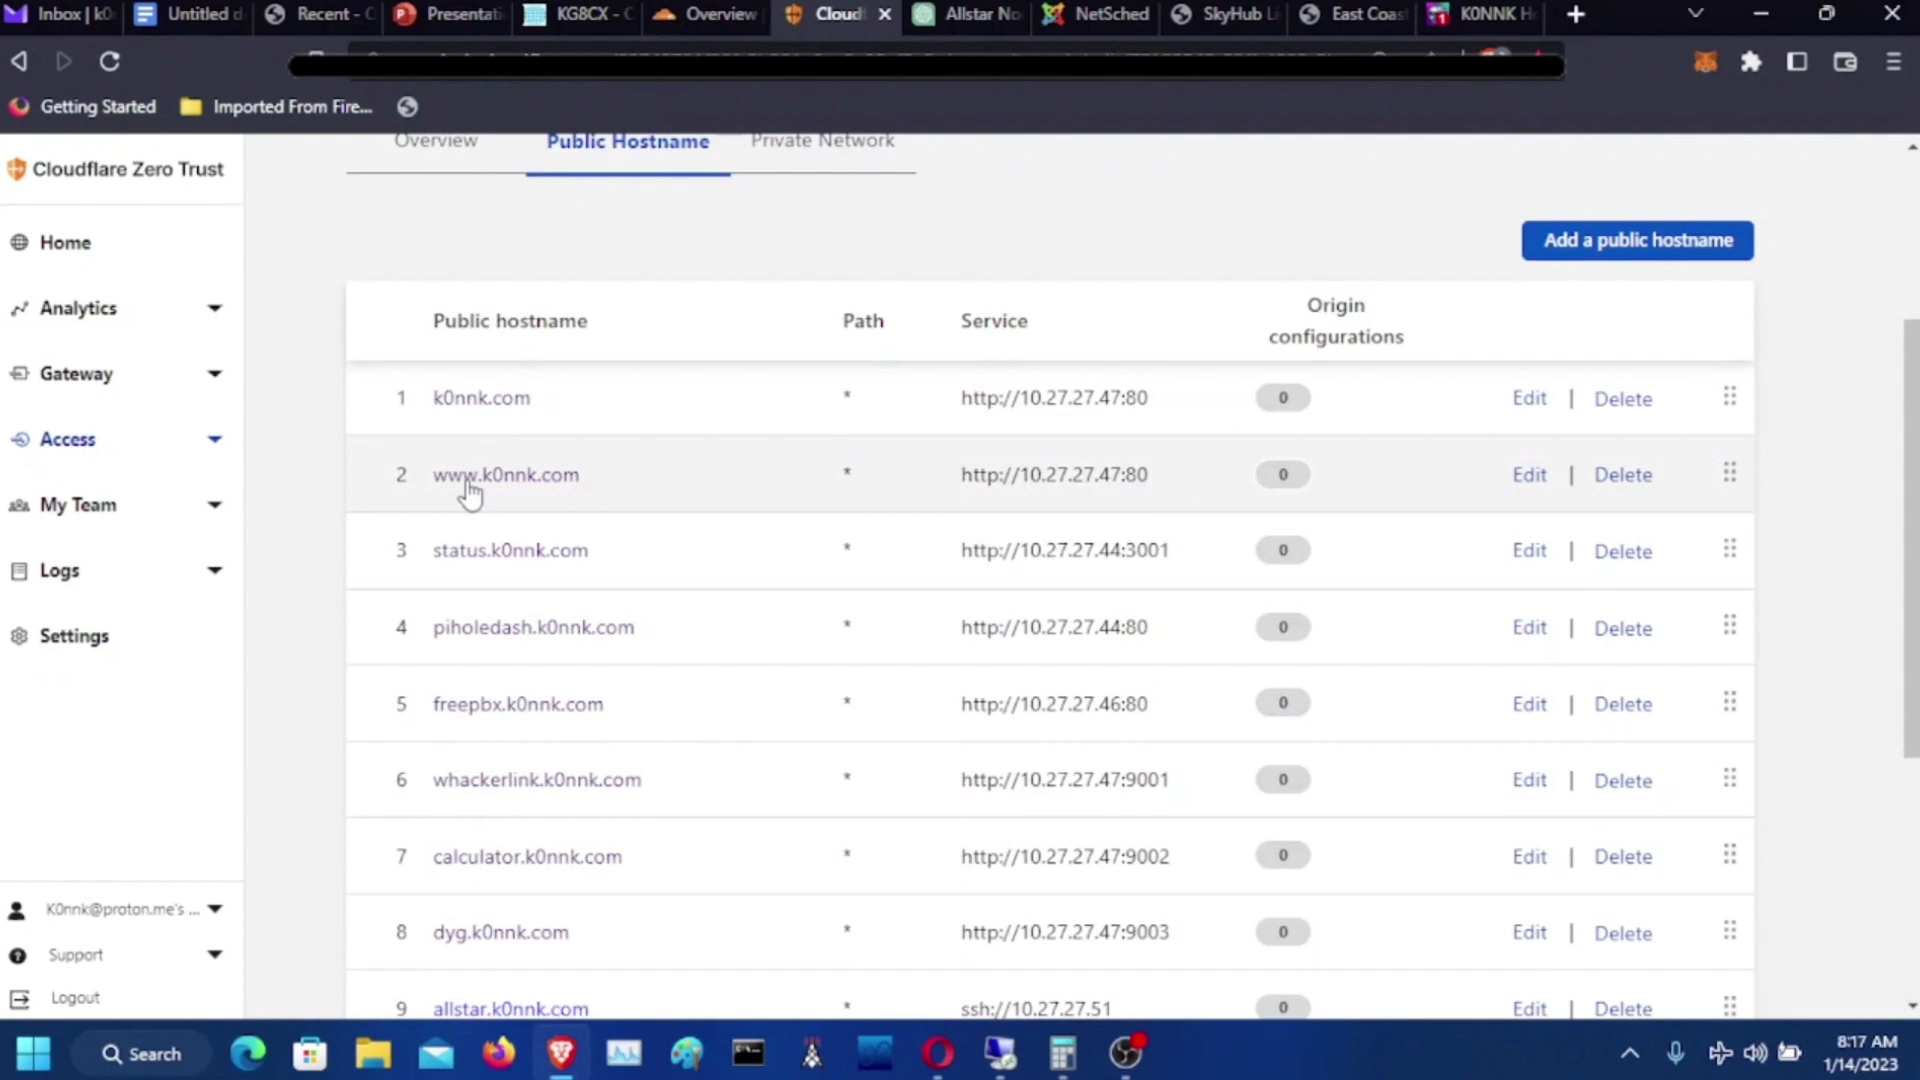 Inbox | k0
Untitled d
Recent - C
Presentati
KG8CX - C
Overview
Cloudf
Allstar No
NetSched
SkyHub Li
East Coas
K0NNK H
Getting Started
Imported From Fire...
Overview
Public Hostname
Private Network
Cloudflare Zero Trust
Home
Analytics
Gateway
Access
My Team
Logs
Settings
K0nnk@proton.me's ...
Support
Logout
Add a public hostname
Public hostname Path Service Origin configurations
1 k0nnk.com * http://10.27.27.47:80 0 Edit | Delete
2 www.k0nnk.com * http://10.27.27.47:80 0 Edit | Delete
3 status.k0nnk.com * http://10.27.27.44:3001 0 Edit | Delete
4 piholedash.k0nnk.com * http://10.27.27.44:80 0 Edit | Delete
5 freepbx.k0nnk.com * http://10.27.27.46:80 0 Edit | Delete
6 whackerlink.k0nnk.com * http://10.27.27.47:9001 0 Edit | Delete
7 calculator.k0nnk.com * http://10.27.27.47:9002 0 Edit | Delete
8 dyg.k0nnk.com * http://10.27.27.47:9003 0 Edit | Delete
9 allstar.k0nnk.com * ssh://10.27.27.51 0 Edit | Delete
Search
8:17 AM
1/14/2023